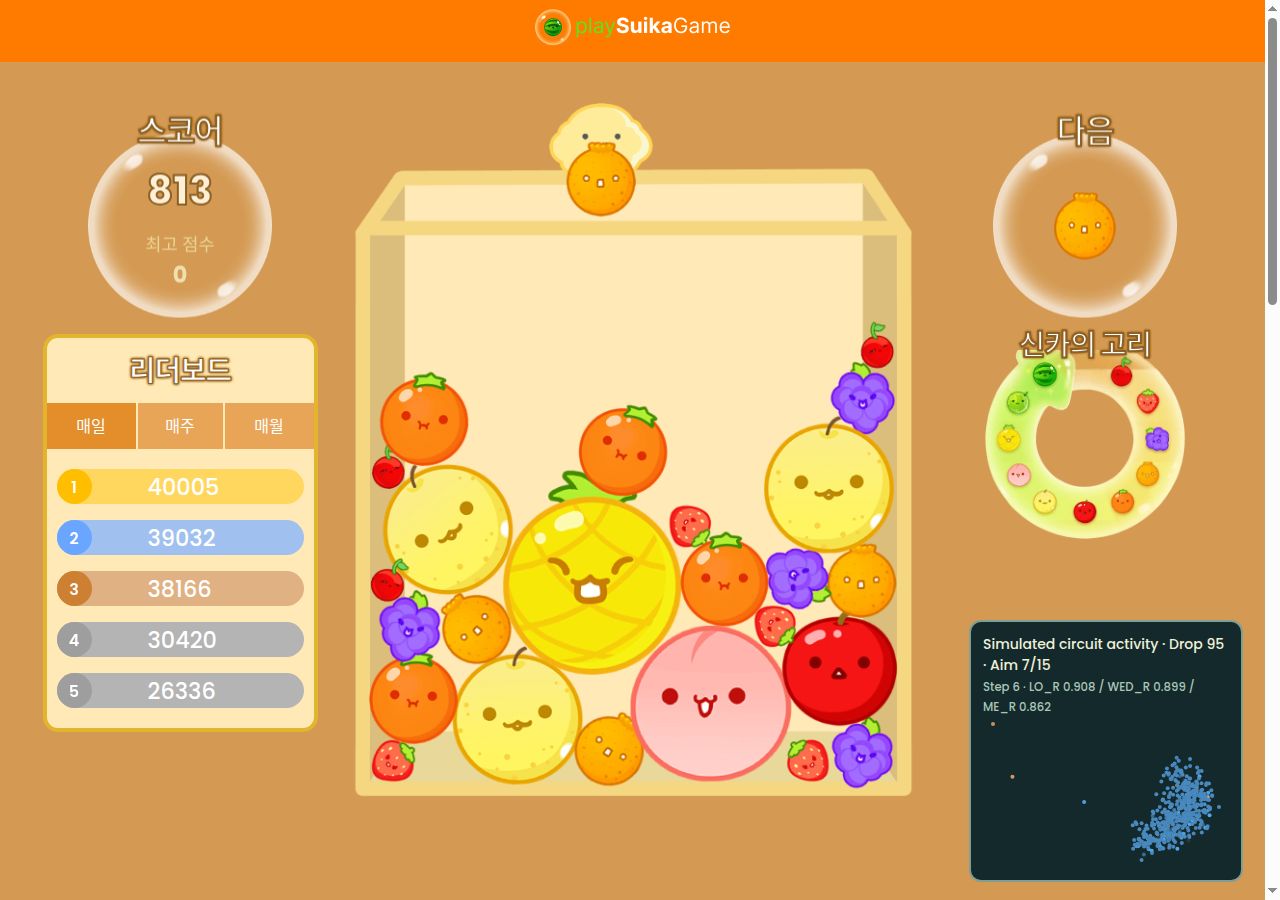 playSuikaGame
스코어
813
최고 점수
0
다음
리더보드
매일 매주 매월
1 40005
2 39032
3 38166
4 30420
5 26336
신카의 고리
Simulated circuit activity · Drop 95
· Aim 7/15
Step 6 · LO_R 0.908 / WED_R 0.899 /
ME_R 0.862